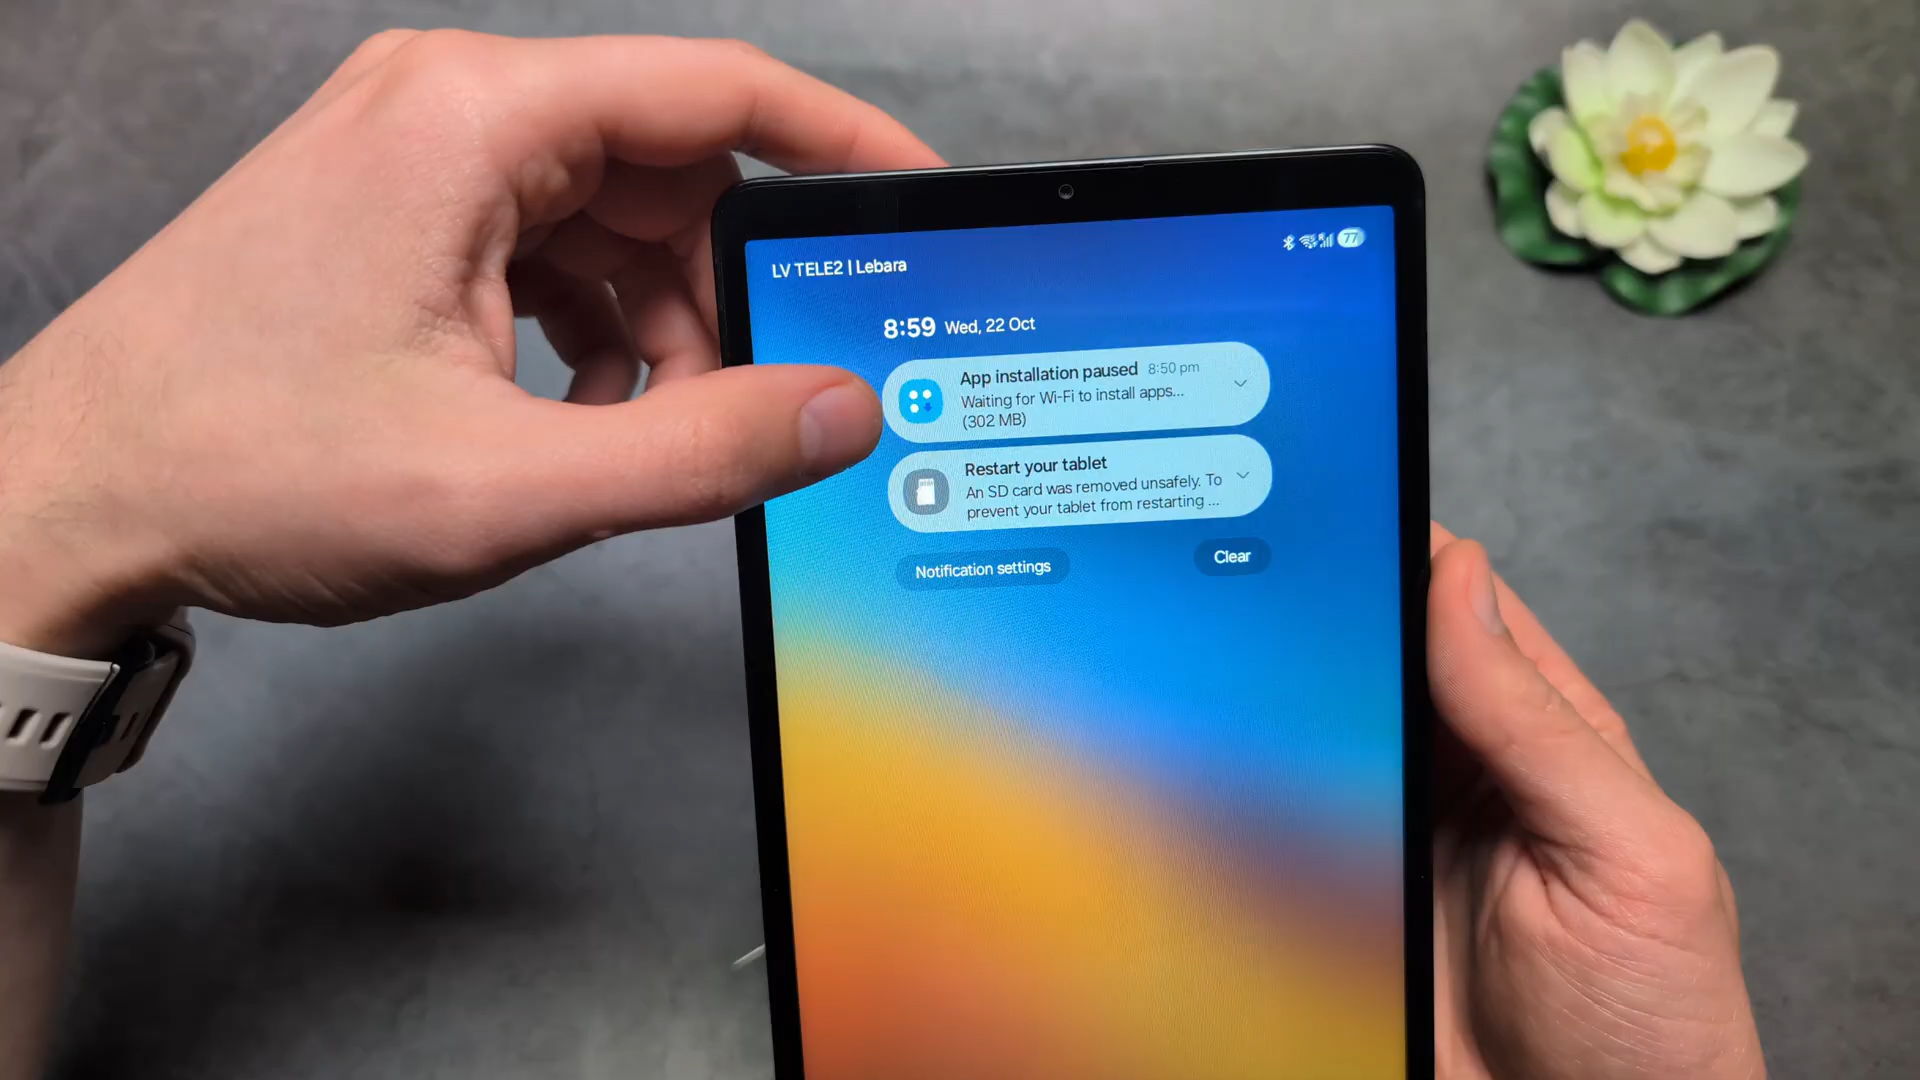 LV TELE2 | Lebara
77
8:59 Wed, 22 Oct
App installation paused 8:50 pm
Waiting for Wi-Fi to install apps...
(302 MB)
Restart your tablet
An SD card was removed unsafely. To
prevent your tablet from restarting ...
Notification settings
Clear